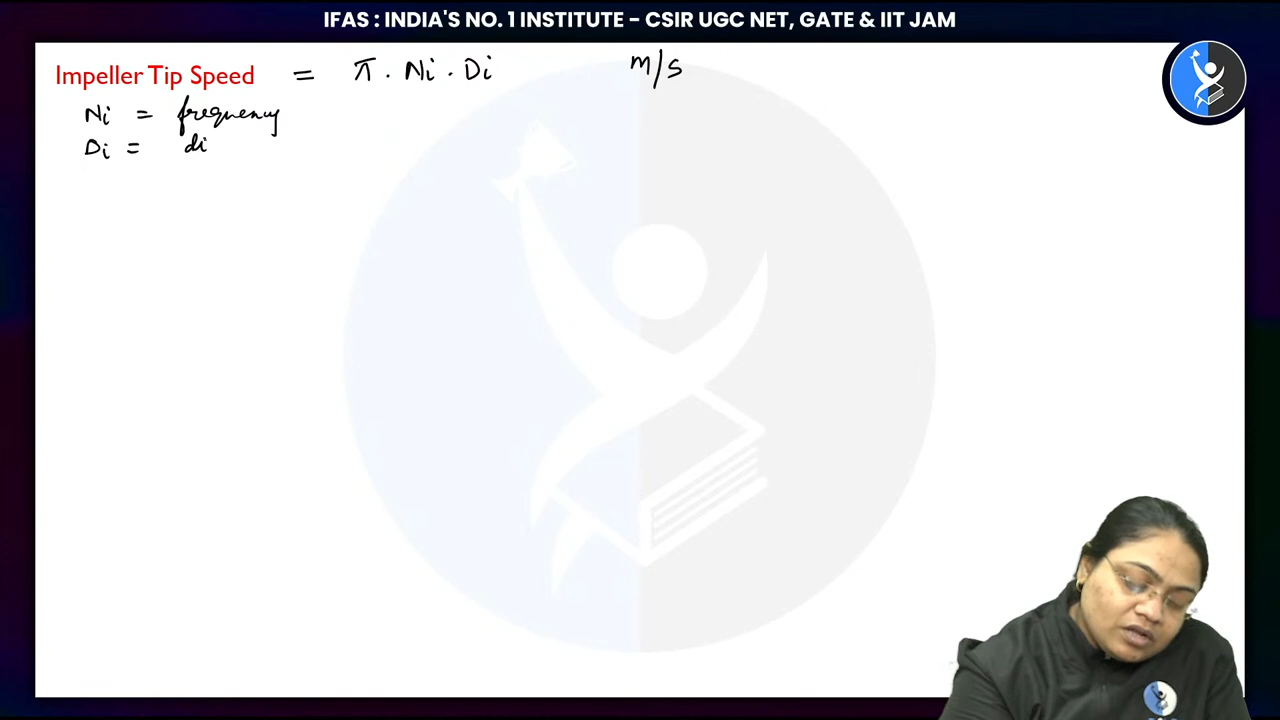 IFAS : INDIA'S NO. 1 INSTITUTE – CSIR UGC NET, GATE & IIT JAM
Impeller Tip Speed = π . Ni . Di m/s
Ni = frequency
Di = di